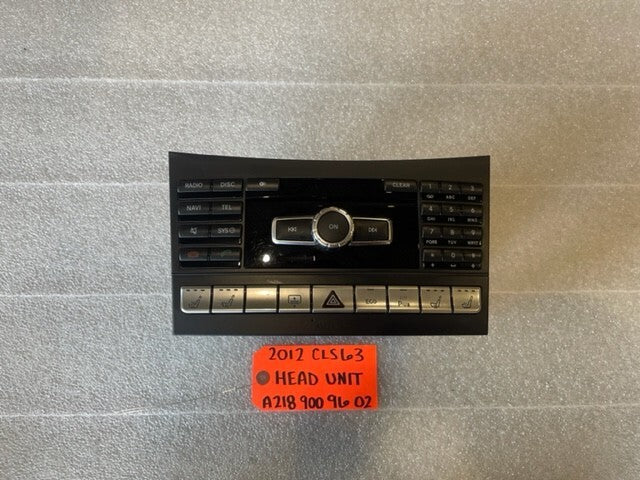 RADIO DISC CLEAR 1 2 3
ABC DEF
NAVI TEL 4 5 6
GHI JKL MNO
SYS ON 7 8 9
PQRS TUV WXYZ
0
ECO
2012 CLS63
HEAD UNIT
A218 900 96 02